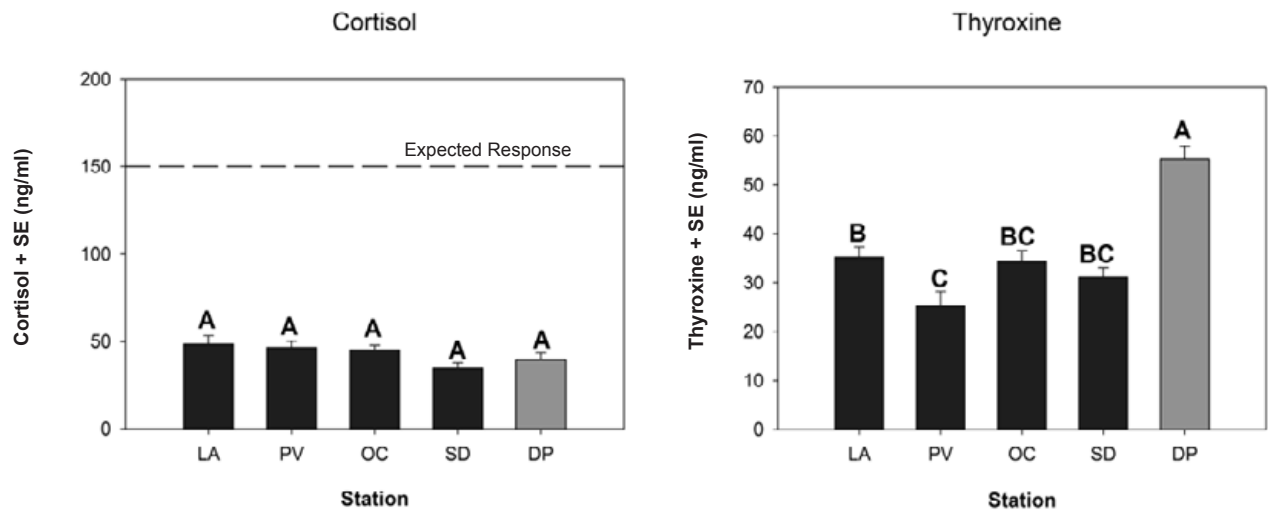 Cortisol
Cortisol + SE (ng/ml)
200
150
100
50
0
Expected Response
A
A
A
A
A
LA
PV
OC
SD
DP
Station
Thyroxine
Thyroxine + SE (ng/ml)
70
60
50
40
30
20
10
0
B
C
BC
BC
A
LA
PV
OC
SD
DP
Station